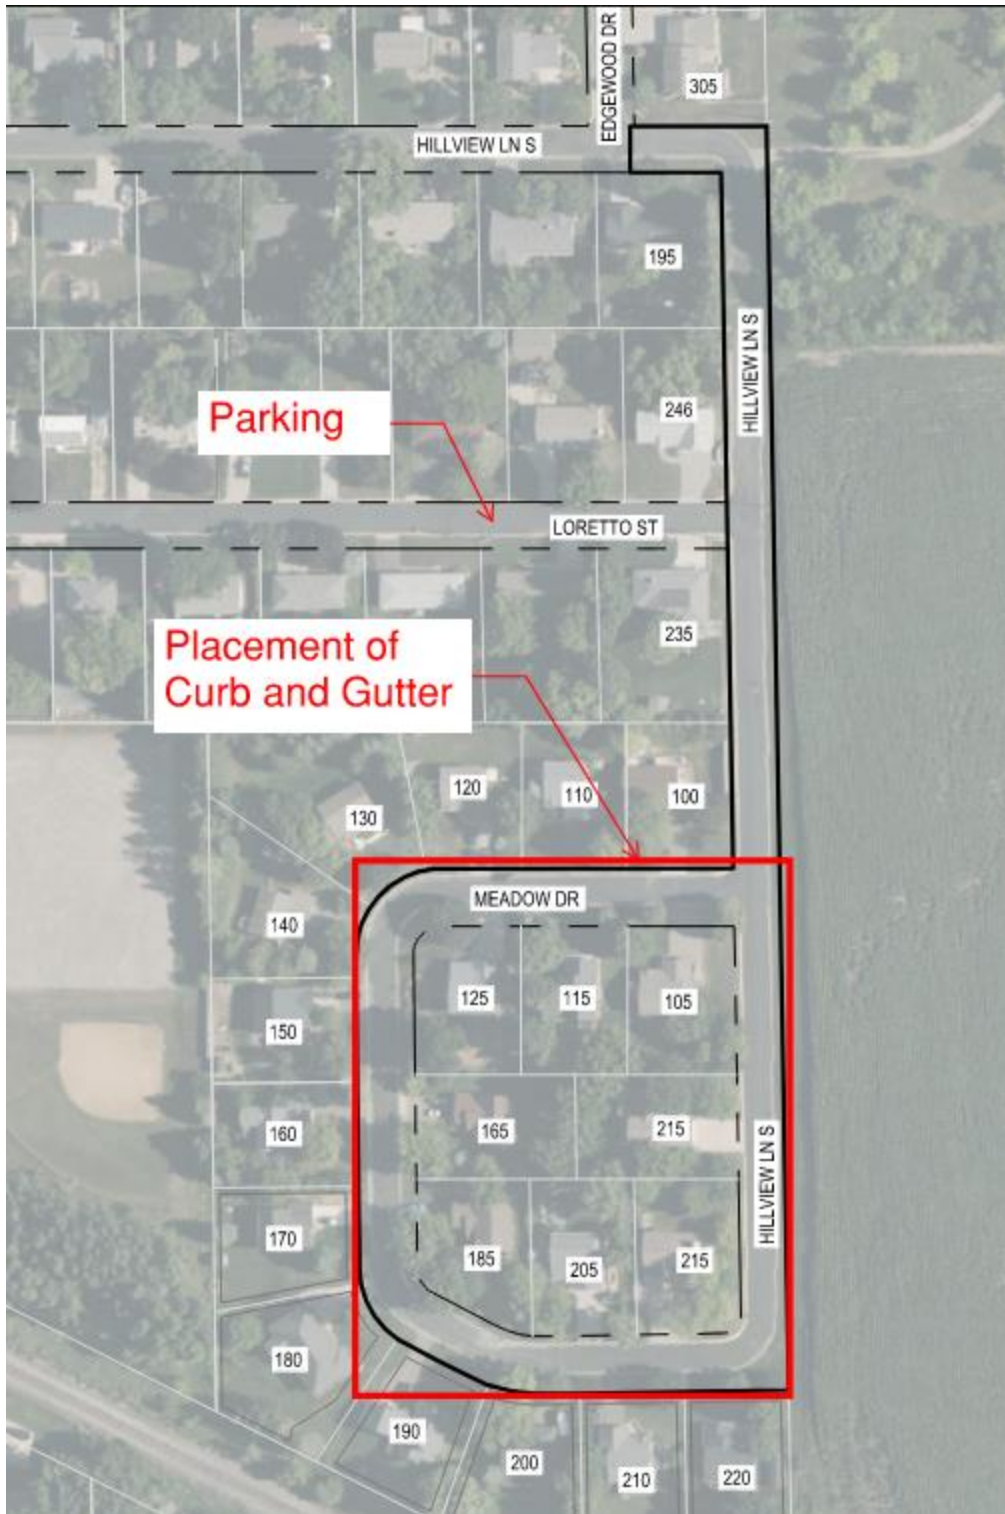 EDGEWOOD DR
305
HILLVIEW LN S
195
HILLVIEW LN S
246
Parking
LORETTO ST
235
Placement of
Curb and Gutter
120
110
100
130
MEADOW DR
140
125
115
105
150
165
215
160
HILLVIEW LN S
170
185
205
215
180
190
200
210
220